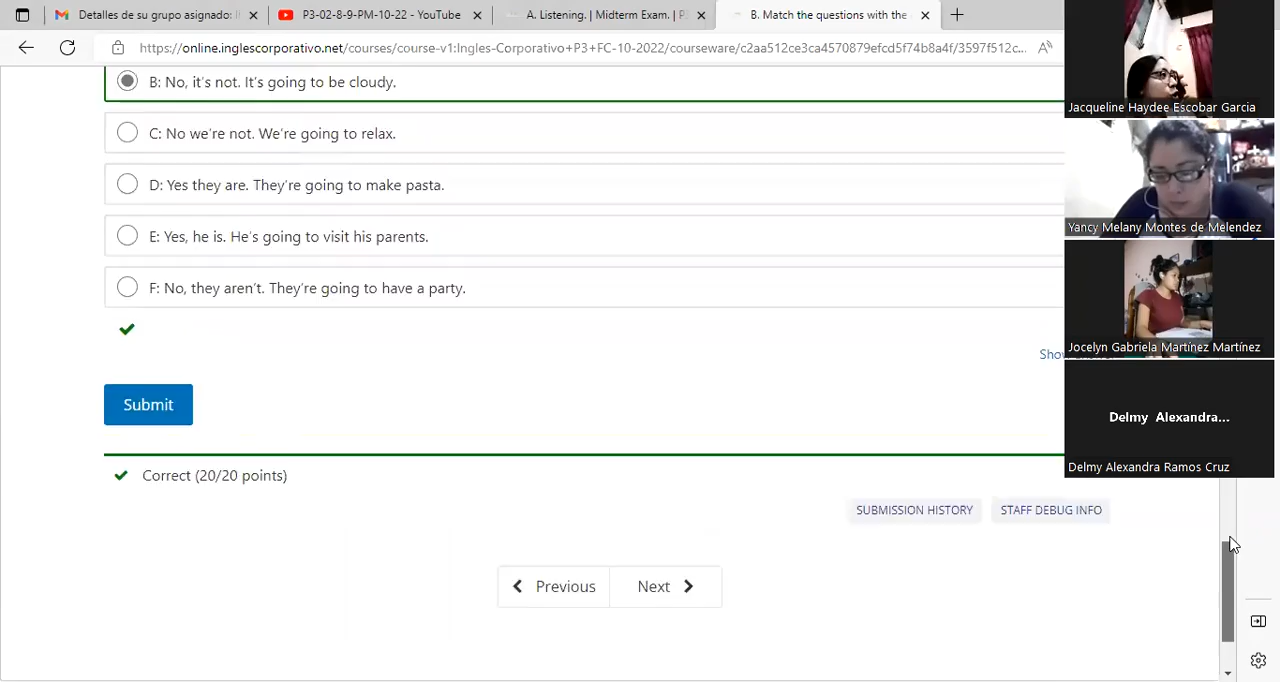 Detalles de su grupo asignado: I
P3-02-8-9-PM-10-22 - YouTube
A. Listening. | Midterm Exam. | P
B. Match the questions with the
https://online.inglescorporativo.net/courses/course-v1:Ingles-Corporativo+P3+FC-10-2022/courseware/c2aa512ce3ca4570879efcd5f74b8a4f/3597f512c...
B: No, it's not. It's going to be cloudy.
C: No we're not. We're going to relax.
D: Yes they are. They're going to make pasta.
E: Yes, he is. He's going to visit his parents.
F: No, they aren't. They're going to have a party.
Submit
Correct (20/20 points)
SUBMISSION HISTORY
STAFF DEBUG INFO
Previous
Next
Jacqueline Haydee Escobar Garcia
Yancy Melany Montes de Melendez
Jocelyn Gabriela Martínez Martínez
Delmy Alexandra...
Delmy Alexandra Ramos Cruz